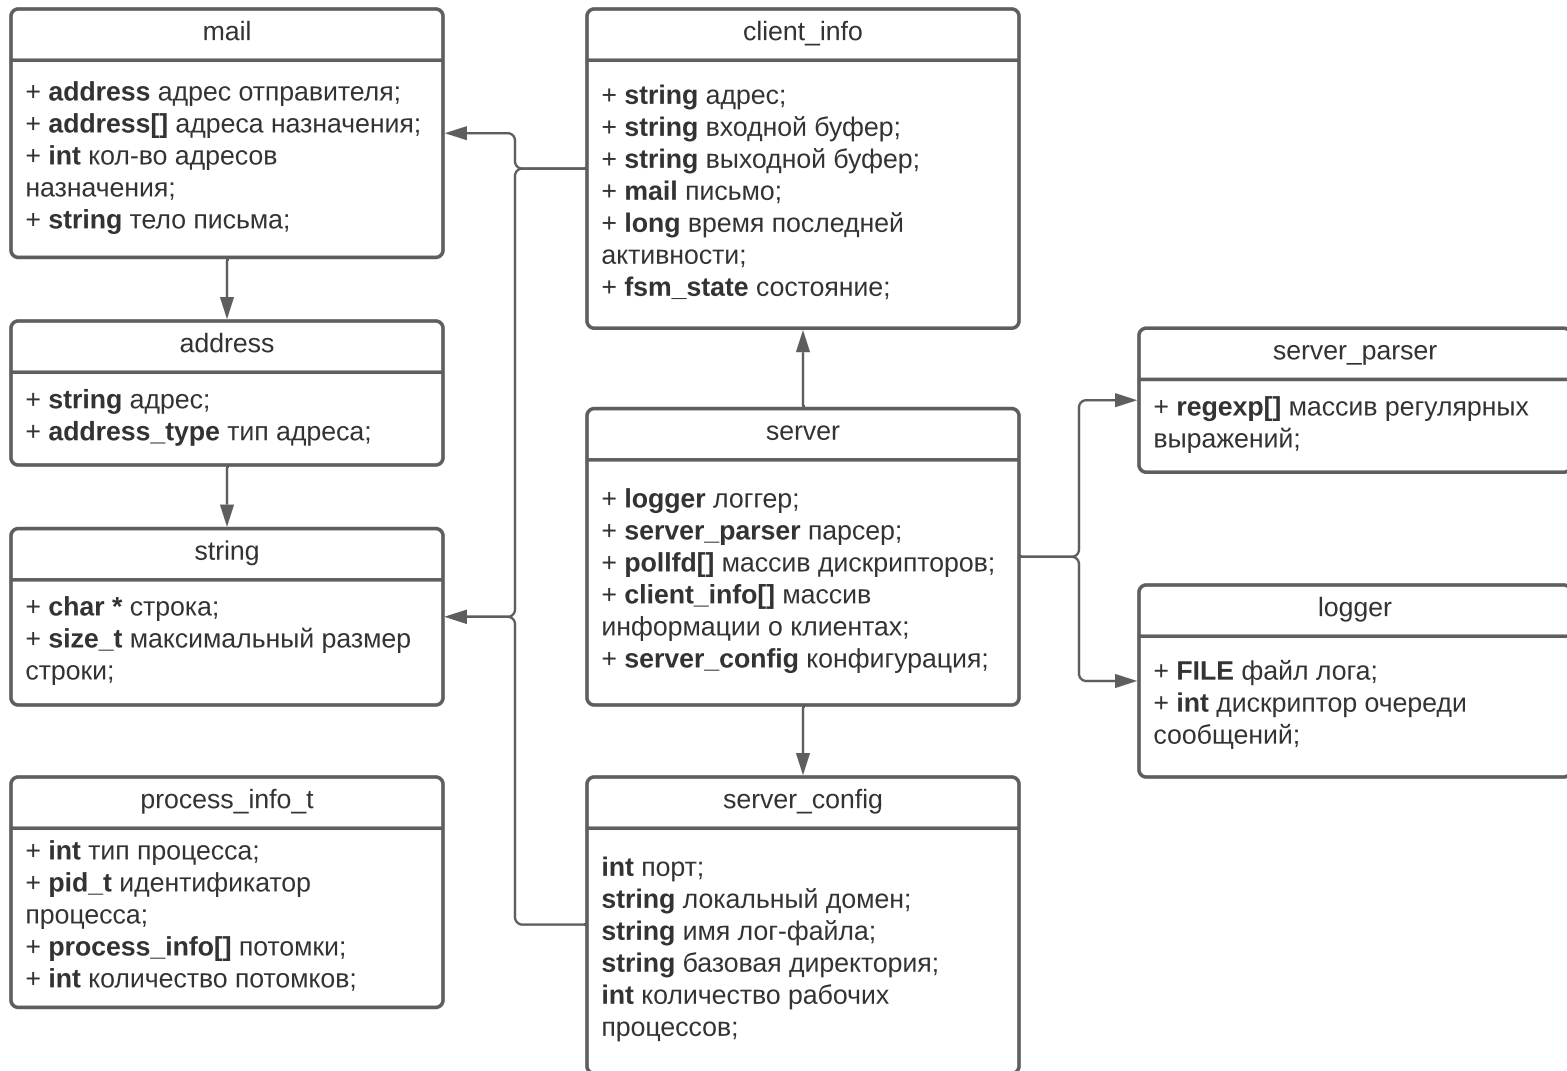 mail
+ address адрес отправителя;
+ address[] адреса назначения;
+ int кол-во адресов
назначения;
+ string тело письма;
address
+ string адрес;
+ address_type тип адреса;
string
+ char * строка;
+ size_t максимальный размер
строки;
process_info_t
+ int тип процесса;
+ pid_t идентификатор
процесса;
+ process_info[] потомки;
+ int количество потомков;
client_info
+ string адрес;
+ string входной буфер;
+ string выходной буфер;
+ mail письмо;
+ long время последней
активности;
+ fsm_state состояние;
server
+ logger логгер;
+ server_parser парсер;
+ pollfd[] массив дискрипторов;
+ client_info[] массив
информации о клиентах;
+ server_config конфигурация;
server_config
int порт;
string локальный домен;
string имя лог-файла;
string базовая директория;
int количество рабочих
процессов;
server_parser
+ regexp[] массив регулярных
выражений;
logger
+ FILE файл лога;
+ int дискриптор очереди
сообщений;